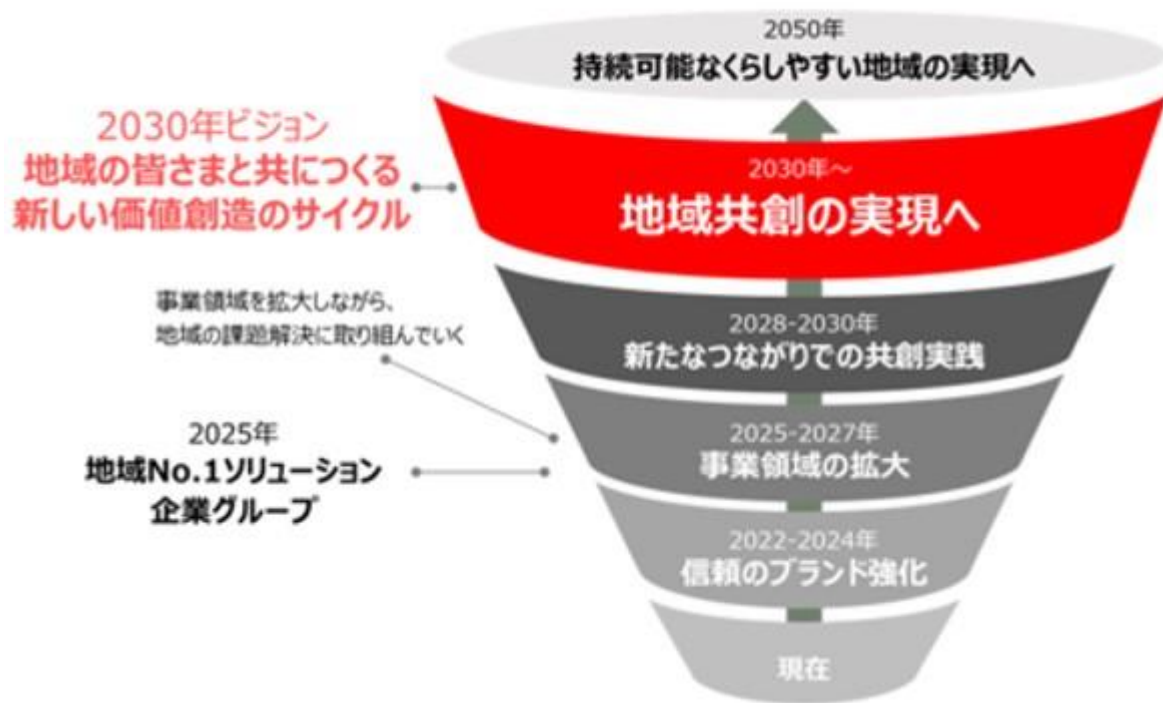 2050年
持続可能なくらしやすい地域の実現へ
2030年ビジョン
地域の皆さまと共につくる
新しい価値創造のサイクル
2030年～
地域共創の実現へ
事業領域を拡大しながら、
地域の課題解決に取り組んでいく
2028-2030年
新たなつながりでの共創実践
2025年
地域No.1ソリューション
企業グループ
2025-2027年
事業領域の拡大
2022-2024年
信頼のブランド強化
現在